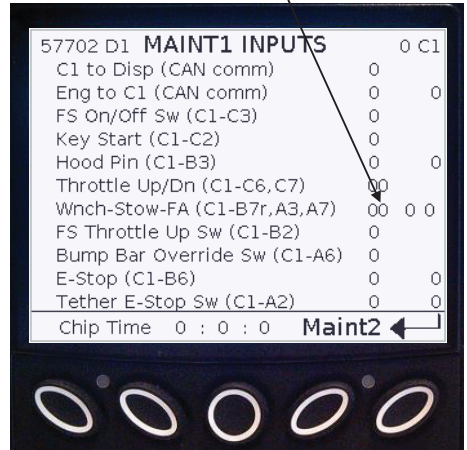 57702 D1 MAINT1 INPUTS 0 C1
C1 to Disp (CAN comm) 0
Eng to C1 (CAN comm) 0 0
FS On/Off Sw (C1-C3) 0
Key Start (C1-C2) 0
Hood Pin (C1-B3) 0 0
Throttle Up/Dn (C1-C6,C7) 00
Wnch-Stow-FA (C1-B7r,A3,A7) 00 0 0
FS Throttle Up Sw (C1-B2) 0
Bump Bar Override Sw (C1-A6) 0
E-Stop (C1-B6) 0 0
Tether E-Stop Sw (C1-A2) 0 0
Chip Time 0 : 0 : 0 Maint2